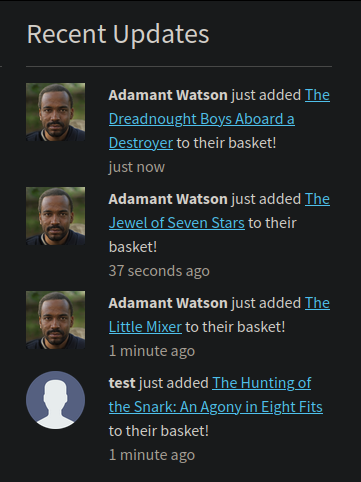 Recent Updates
Adamant Watson just added The
Dreadnought Boys Aboard a
Destroyer to their basket!
just now
Adamant Watson just added The
Jewel of Seven Stars to their
basket!
37 seconds ago
Adamant Watson just added The
Little Mixer to their basket!
1 minute ago
test just added The Hunting of
the Snark: An Agony in Eight Fits
to their basket!
1 minute ago